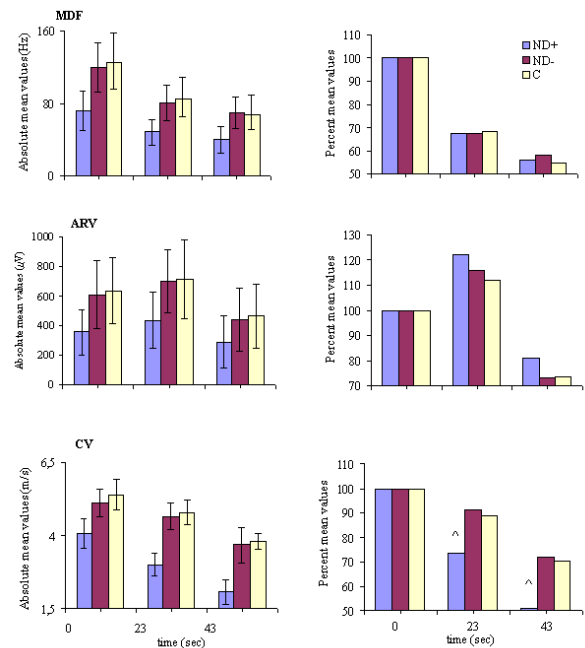 MDF
Absolute mean values(Hz)
160
80
0
Percent mean values
100
90
80
70
60
50
ND+
ND-
C
ARV
Absolute mean values (µV)
1000
800
600
400
200
0
Percent mean values
130
120
110
100
90
80
70
CV
Absolute mean values(m/s)
6,5
4
1,5
0 23 43
time (sec)
Percent mean values
110
100
90
80
70
60
50
^
^
0 23 43
time (sec)